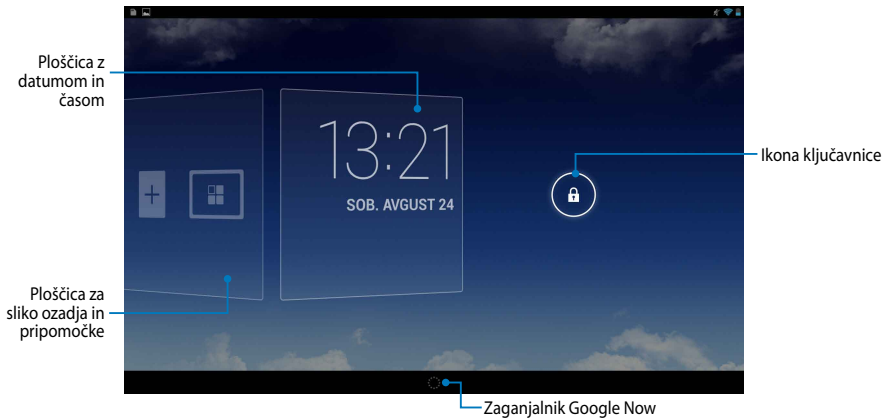 Ploščica z
datumom in
časom
13:21
SOB. AVGUST 24
Ikona ključavnice
Ploščica za
sliko ozadja in
pripomočke
Zaganjalnik Google Now